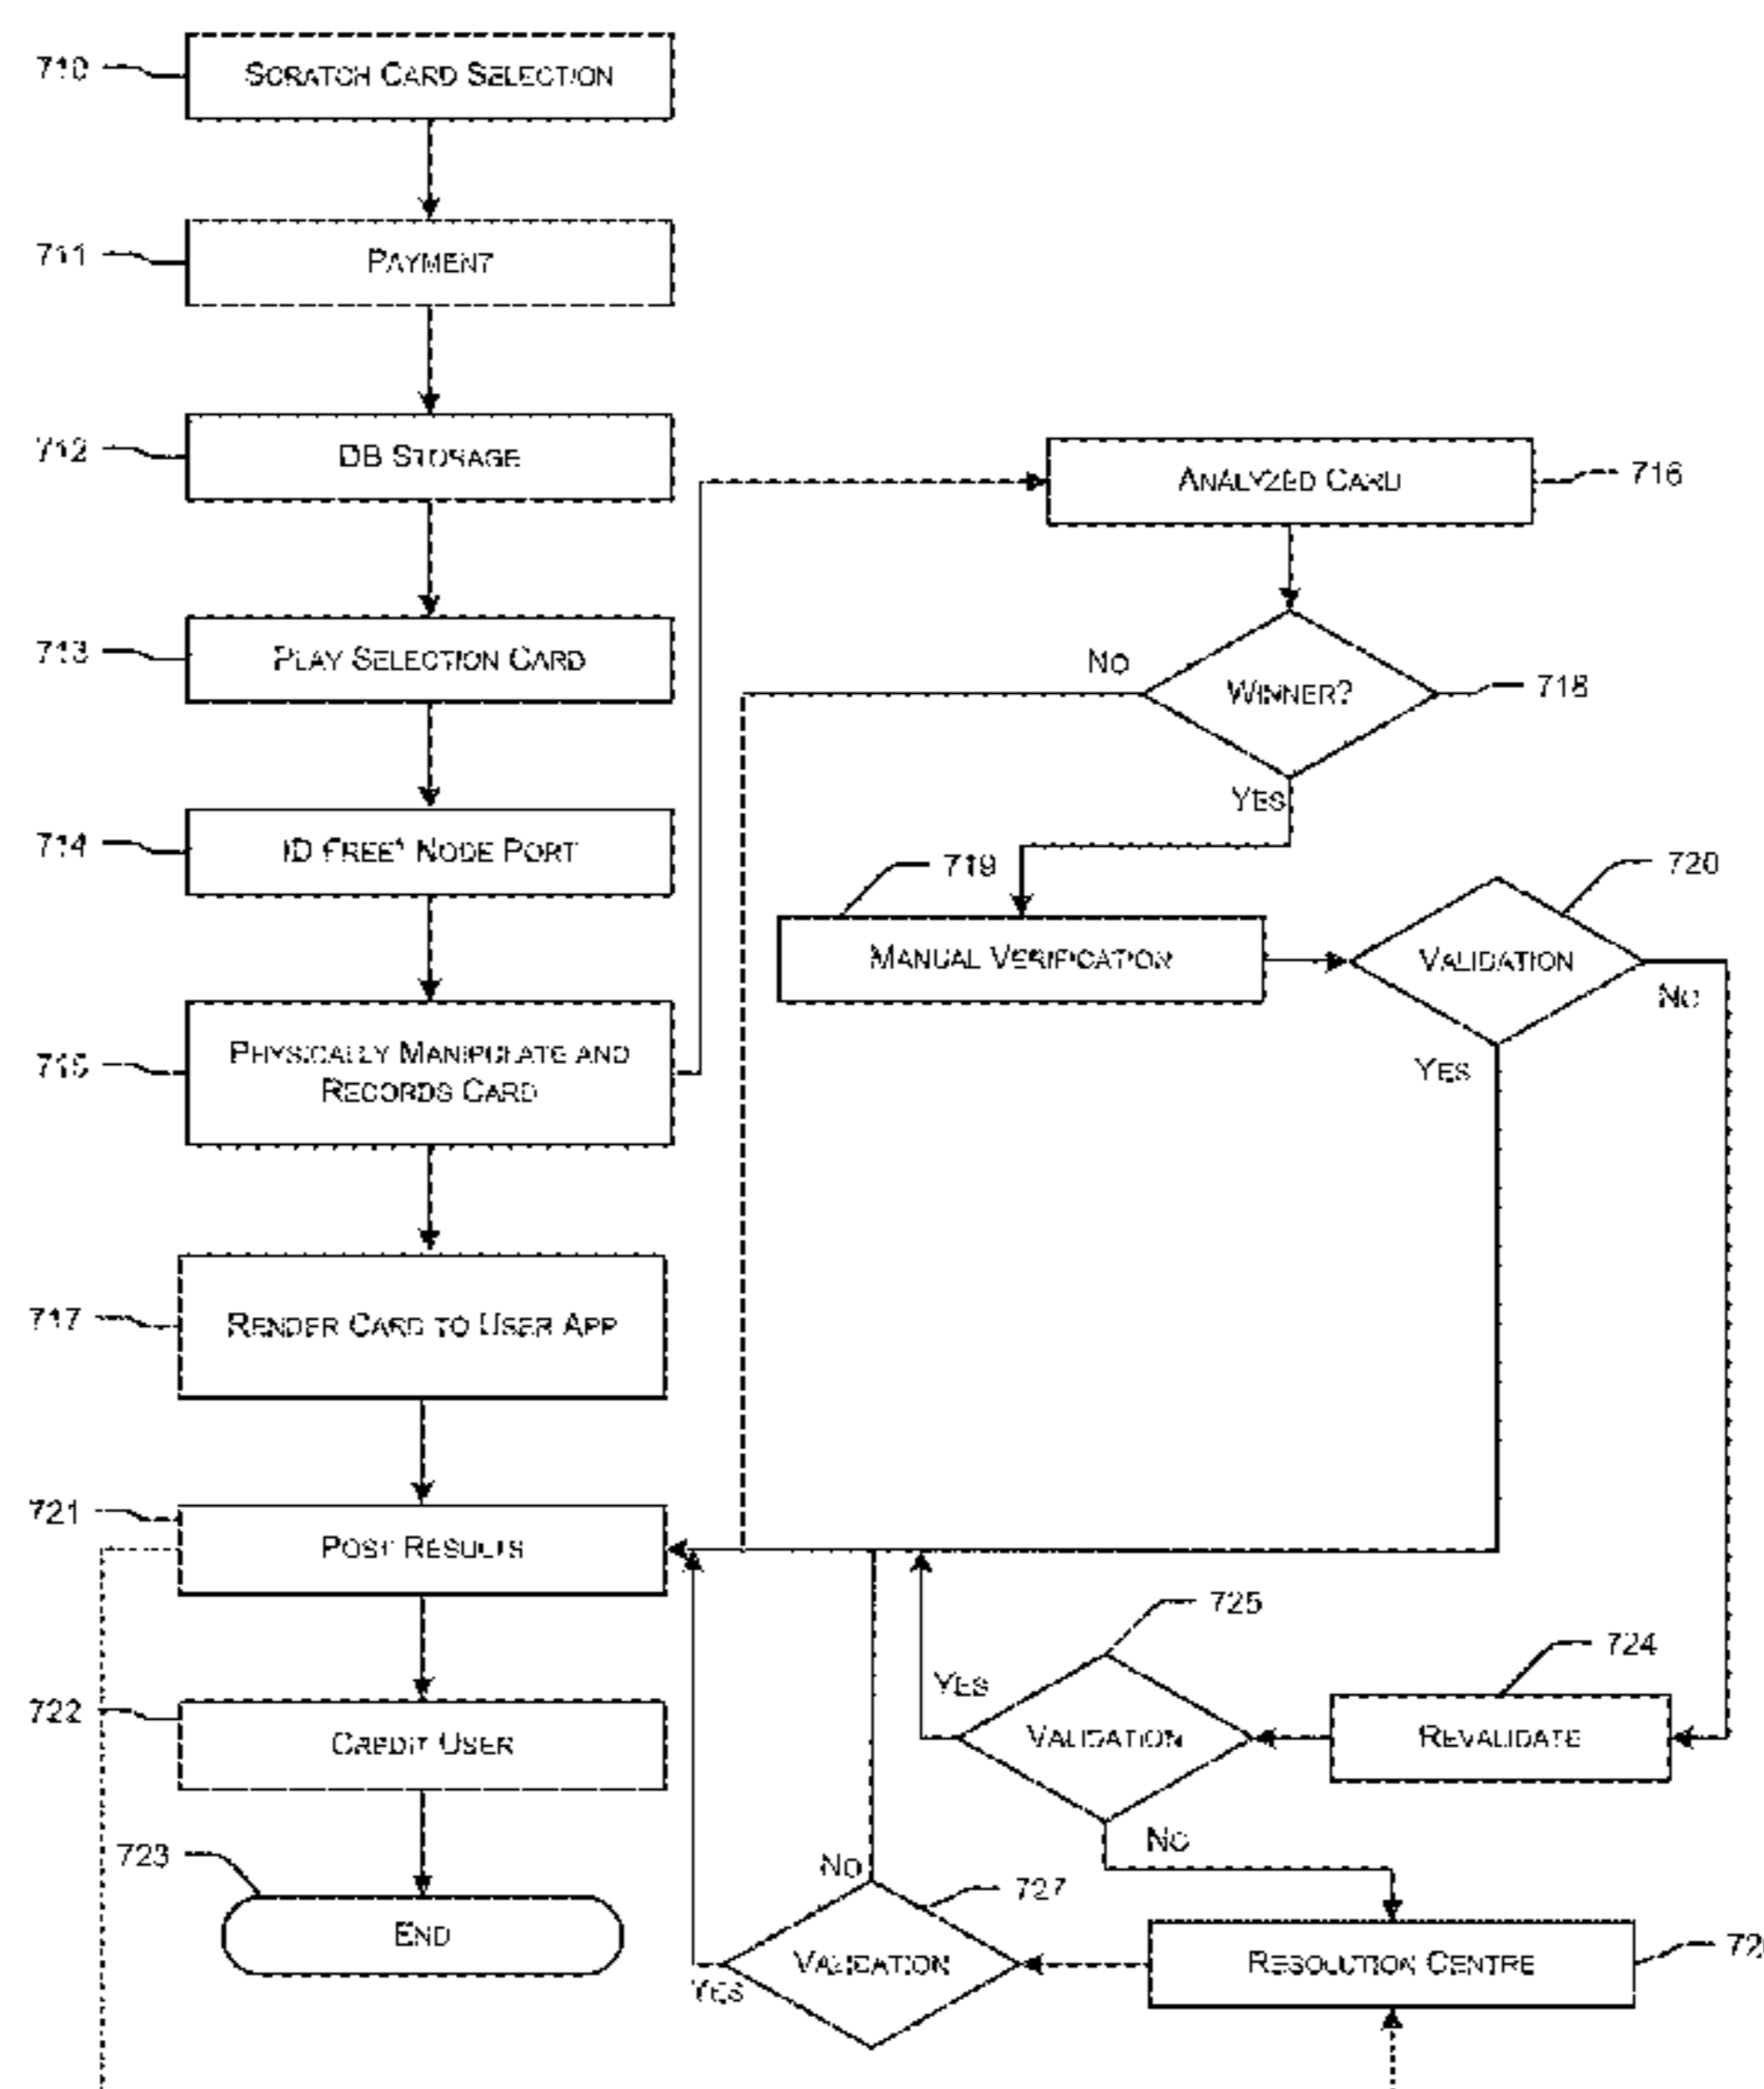 710
SCRATCH CARD SELECTION
711
PAYMENT
712
DB STORAGE
713
PLAY SELECTION CARD
714
ID FREE' NODE PORT
715
PHYSICALLY MANIPULATE AND
RECORDS CARD
717
RENDER CARD TO USER APP
721
POST RESULTS
722
CREDIT USER
723
END
ANALYZED CARD
716
NO
WINNER?
718
YES
719
MANUAL VERIFICATION
720
VALIDATION
NO
YES
725
724
YES
VALIDATION
REVALIDATE
NO
NO
727
VALIDATION
YES
RESOLUTION CENTRE
72